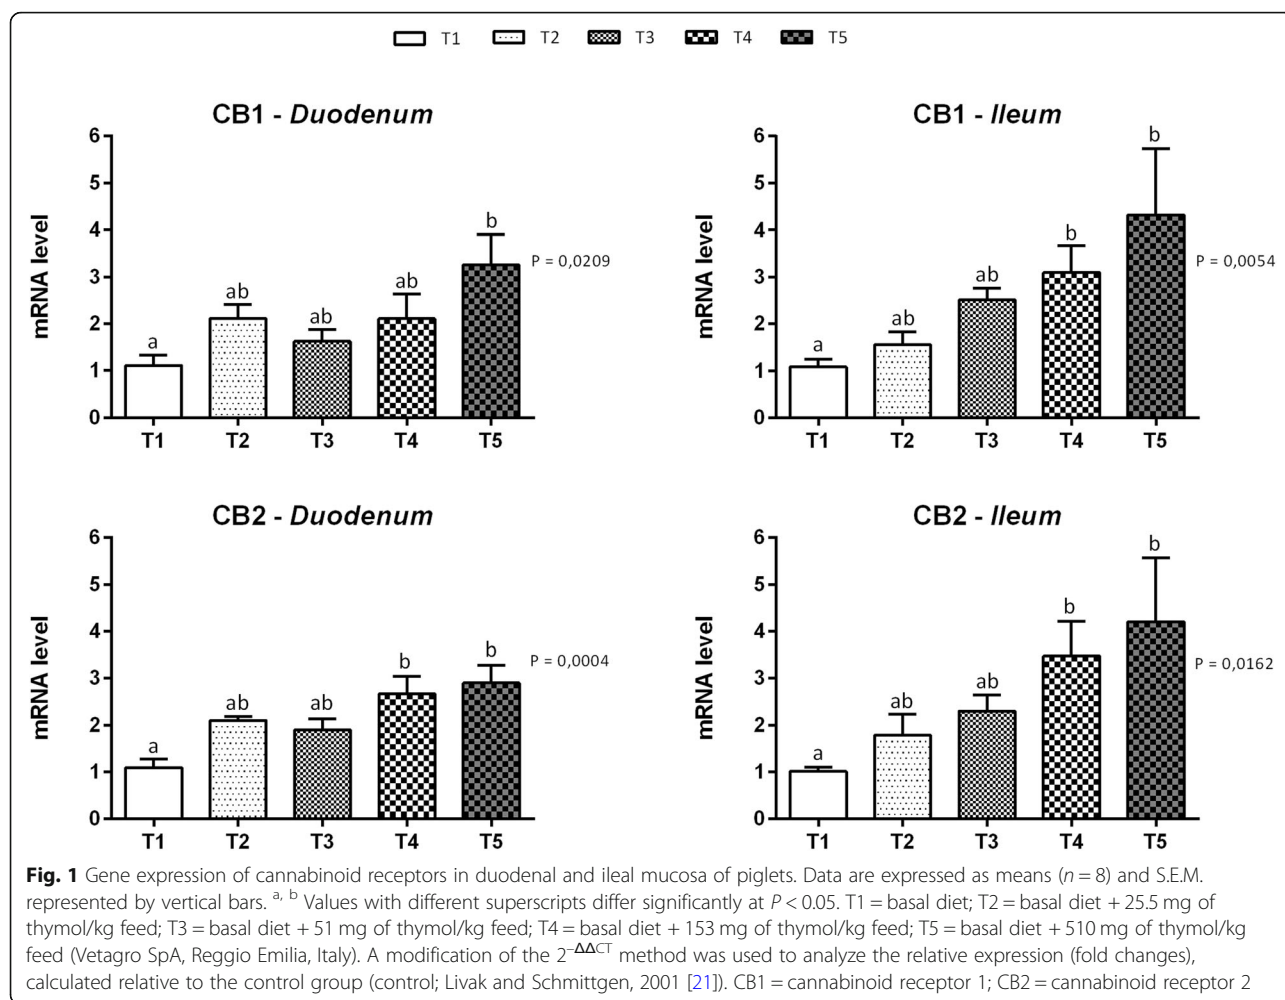 T1 T2 T3 T4 T5
CB1 - Duodenum
mRNA level
6
5
4
3
2
1
0
a
ab
ab
ab
b
P = 0,0209
T1 T2 T3 T4 T5
CB1 - Ileum
mRNA level
6
5
4
3
2
1
0
a
ab
ab
b
b
P = 0,0054
T1 T2 T3 T4 T5
CB2 - Duodenum
mRNA level
6
5
4
3
2
1
0
a
ab
ab
b
b
P = 0,0004
T1 T2 T3 T4 T5
CB2 - Ileum
mRNA level
6
5
4
3
2
1
0
a
ab
ab
b
b
P = 0,0162
T1 T2 T3 T4 T5
Fig. 1 Gene expression of cannabinoid receptors in duodenal and ileal mucosa of piglets. Data are expressed as means (n = 8) and S.E.M.
represented by vertical bars. a, b Values with different superscripts differ significantly at P < 0.05. T1 = basal diet; T2 = basal diet + 25.5 mg of
thymol/kg feed; T3 = basal diet + 51 mg of thymol/kg feed; T4 = basal diet + 153 mg of thymol/kg feed; T5 = basal diet + 510 mg of thymol/kg
feed (Vetagro SpA, Reggio Emilia, Italy). A modification of the 2−ΔΔCT method was used to analyze the relative expression (fold changes),
calculated relative to the control group (control; Livak and Schmittgen, 2001 [21]). CB1 = cannabinoid receptor 1; CB2 = cannabinoid receptor 2